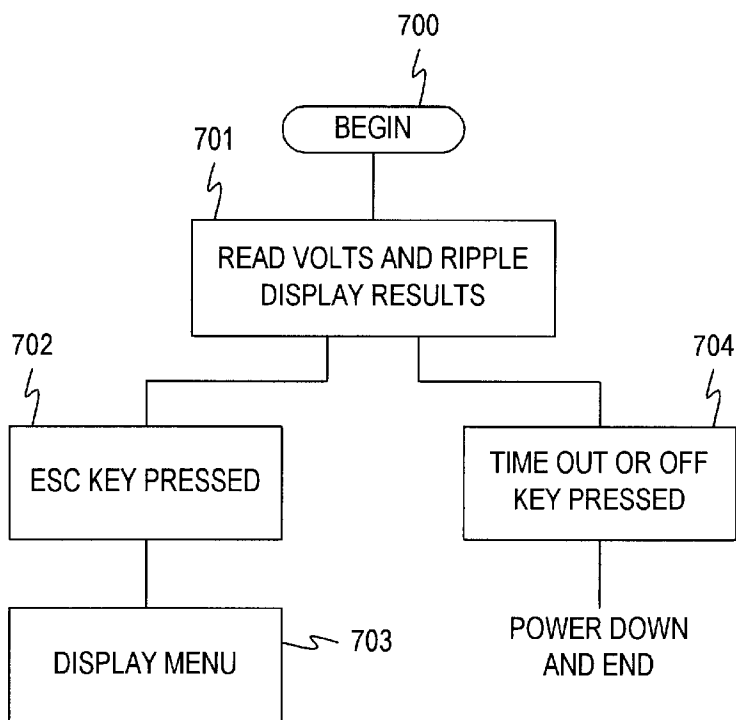 700
BEGIN
701
READ VOLTS AND RIPPLE
DISPLAY RESULTS
702
ESC KEY PRESSED
704
TIME OUT OR OFF
KEY PRESSED
DISPLAY MENU
703
POWER DOWN
AND END